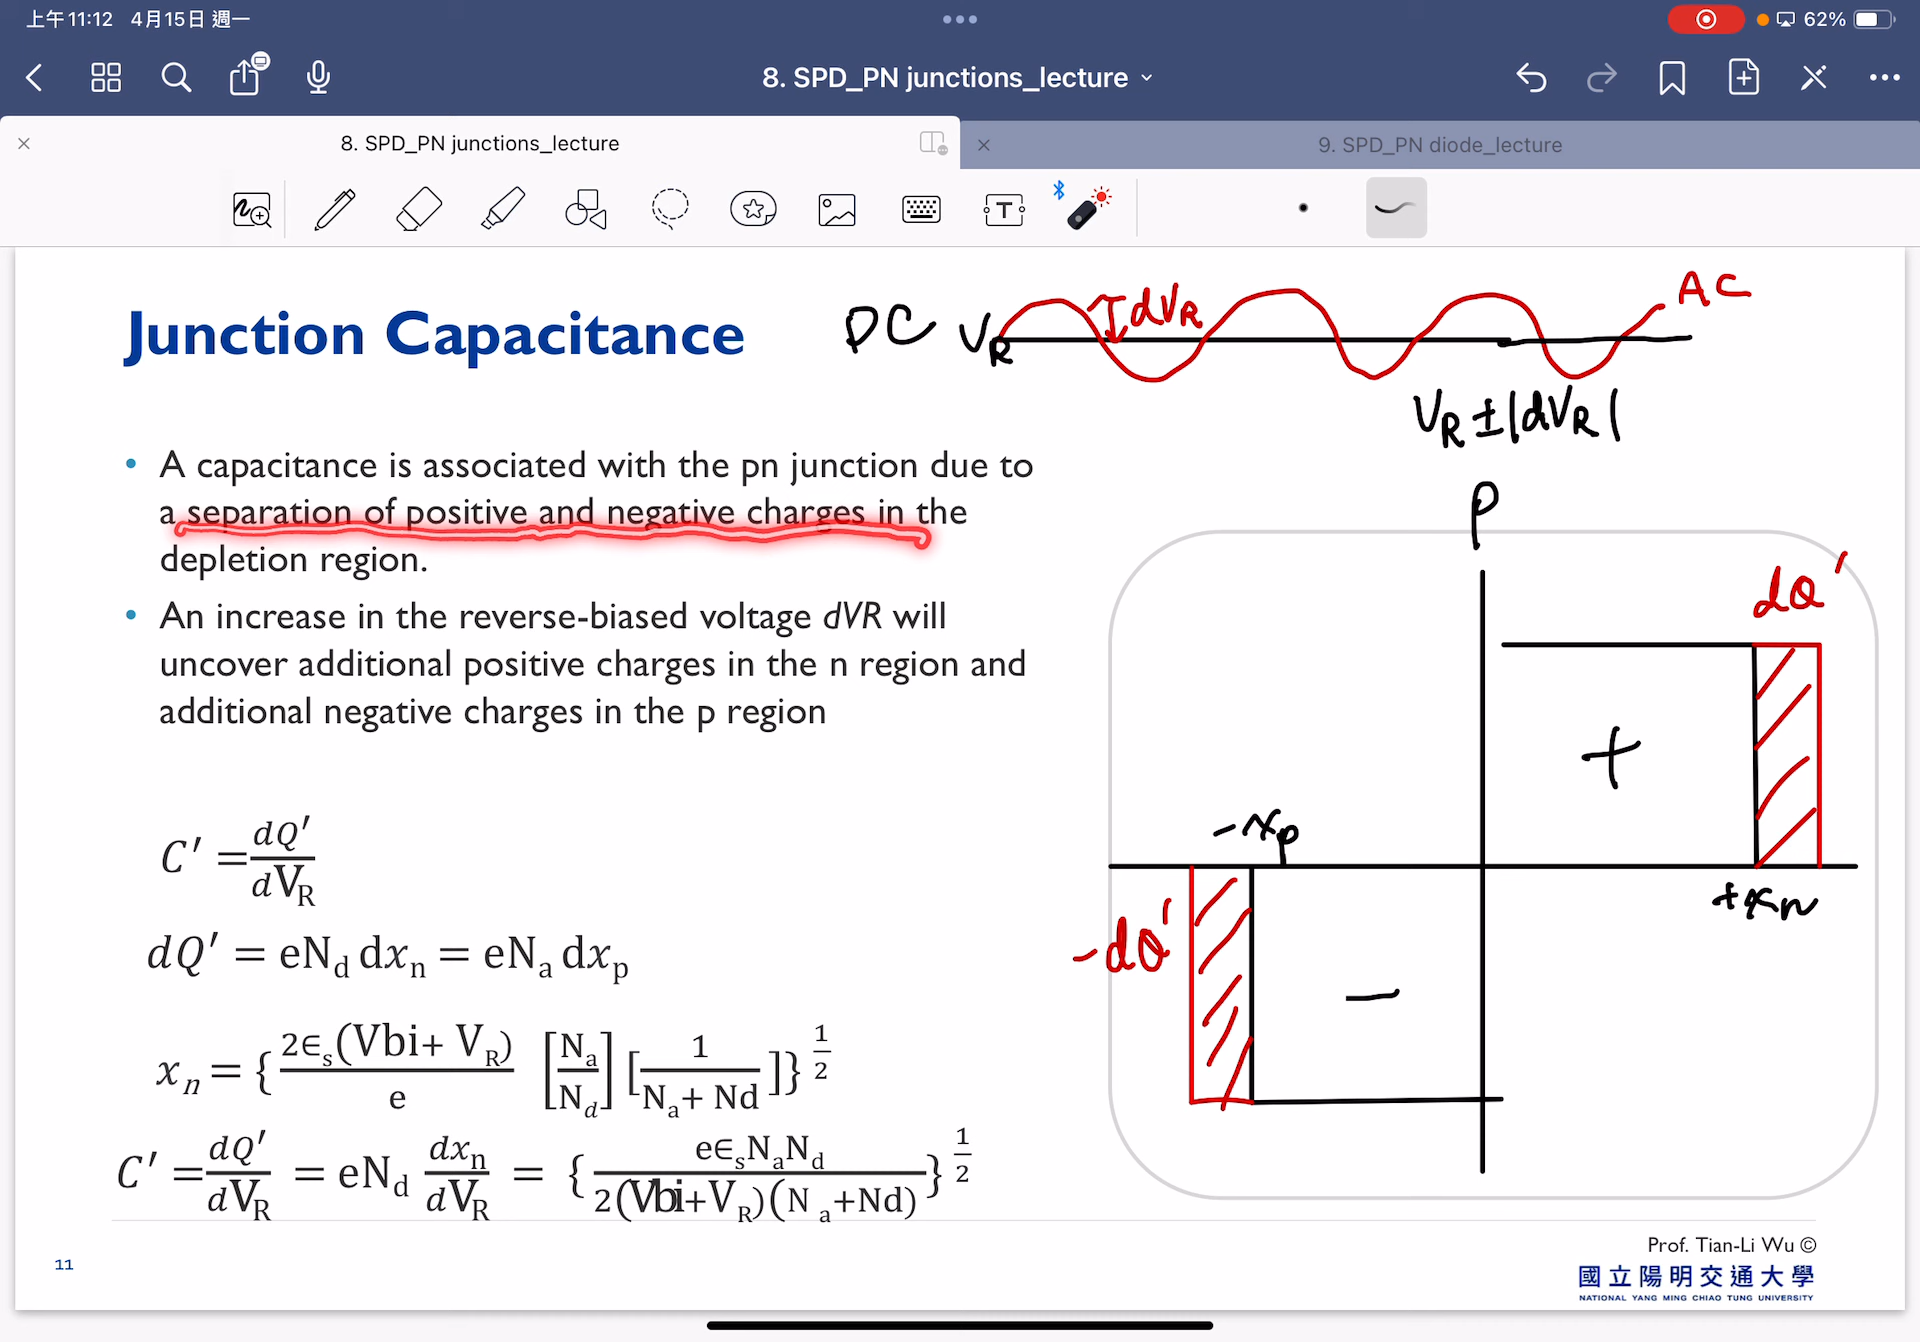 上午11:12 4月15日 週一
62%
8. SPD_PN junctions_lecture
8. SPD_PN junctions_lecture
9. SPD_PN diode_lecture
T
Junction Capacitance
DC V_R
dV_R
AC
V_R ± |dV_R|
• A capacitance is associated with the pn junction due to
a separation of positive and negative charges in the
depletion region.
• An increase in the reverse-biased voltage dVR will
uncover additional positive charges in the n region and
additional negative charges in the p region
ρ
dQ'
+
-x_p
+x_n
-dQ'
−
C' = dQ'/dV_R
dQ' = eN_d dx_n = eN_a dx_p
x_n = {2∈_s(Vbi+ V_R)/e [N_a/N_d] [1/N_a+ Nd]}^1/2
C' = dQ'/dV_R = eN_d dx_n/dV_R = {e∈_sN_aN_d/2(Vbi+V_R)(N_a+Nd)}^1/2
11
Prof. Tian-Li Wu ©
國立陽明交通大學
NATIONAL YANG MING CHIAO TUNG UNIVERSITY